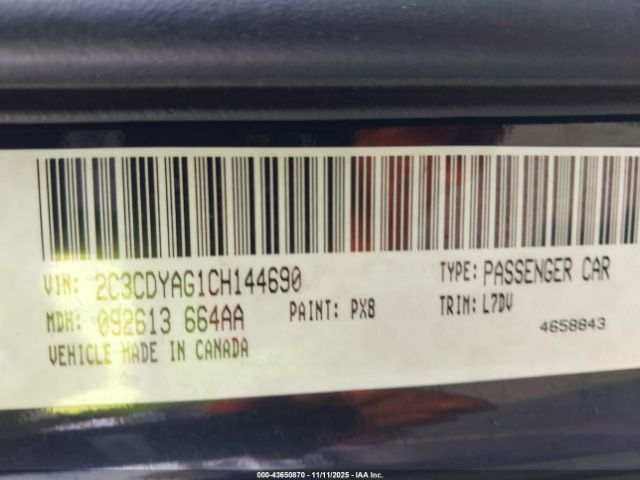 VIN: 2C3CDYAG1CH144690 TYPE: PASSENGER CAR
MDH: 092613 664AA PAINT: PX8 TRIM: L7DV
VEHICLE MADE IN CANADA 4658843
000-43650870 - 11/11/2025 - IAA Inc.